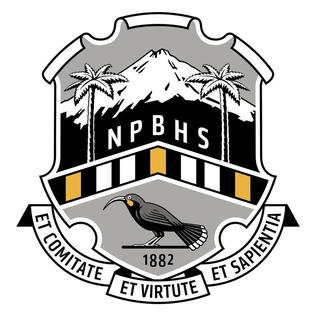 NPBHS
1882
ET COMITATE
ET VIRTUTE
ET SAPIENTIA